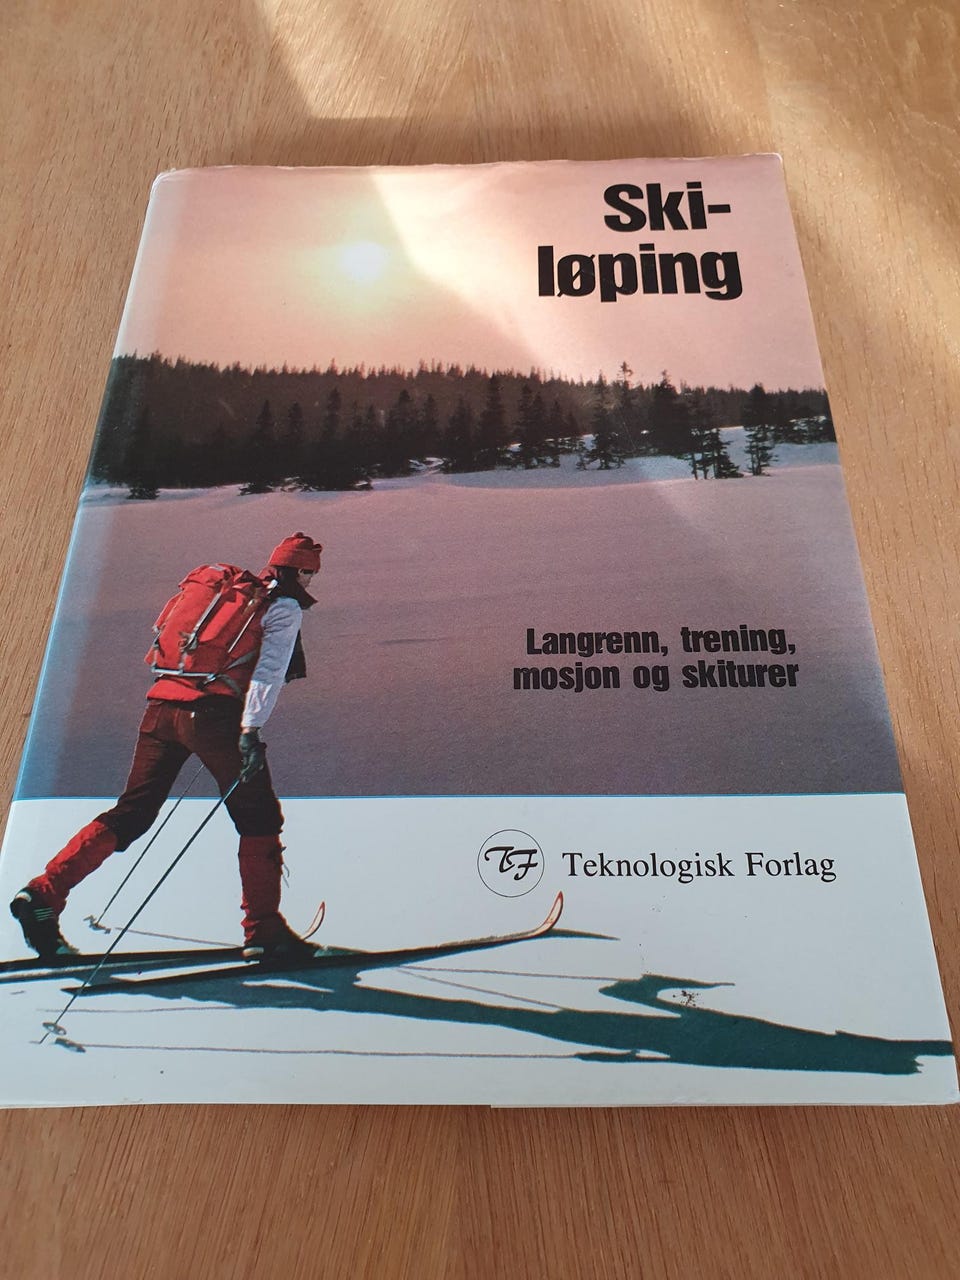 Ski-
løping
Langrenn, trening,
mosjon og skiturer
TF Teknologisk Forlag